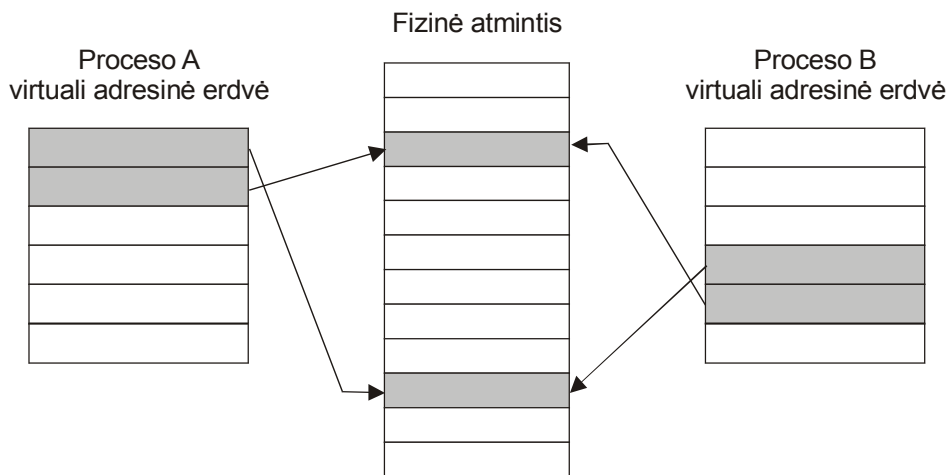 Fizinė atmintis
Proceso A
virtuali adresinė erdvė
Proceso B
virtuali adresinė erdvė